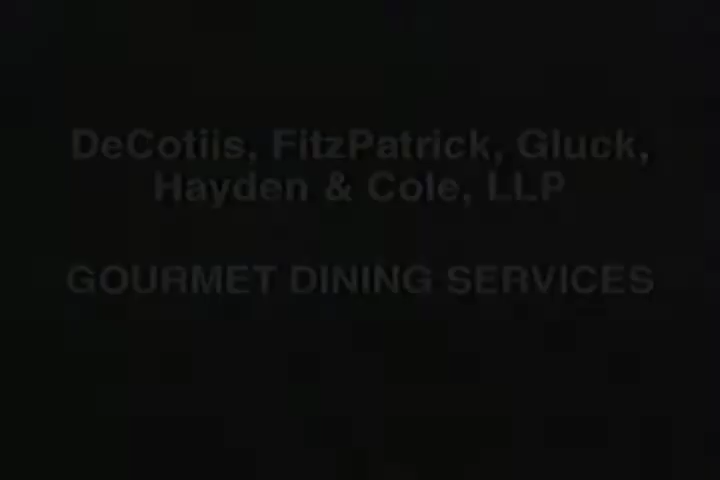 DeCotiis, FitzPatrick, Gluck,
Hayden & Cole, LLP
GOURMET DINING SERVICES